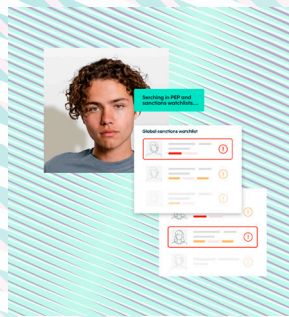 Serching in PEP and
sanctions watchlists...
Global sanctions watchlist